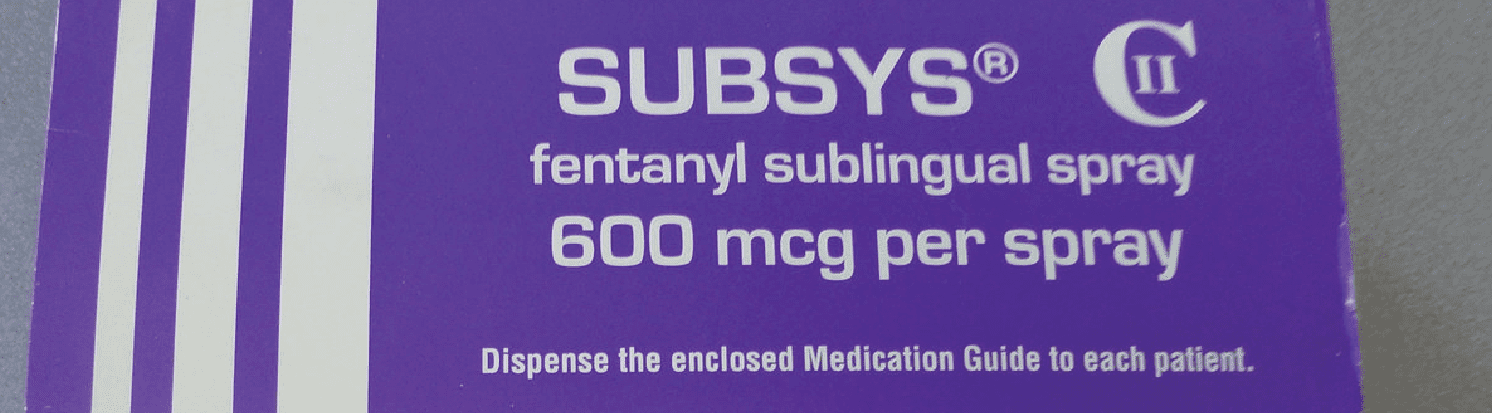 SUBSYS® CII
fentanyl sublingual spray
600 mcg per spray
Dispense the enclosed Medication Guide to each patient.